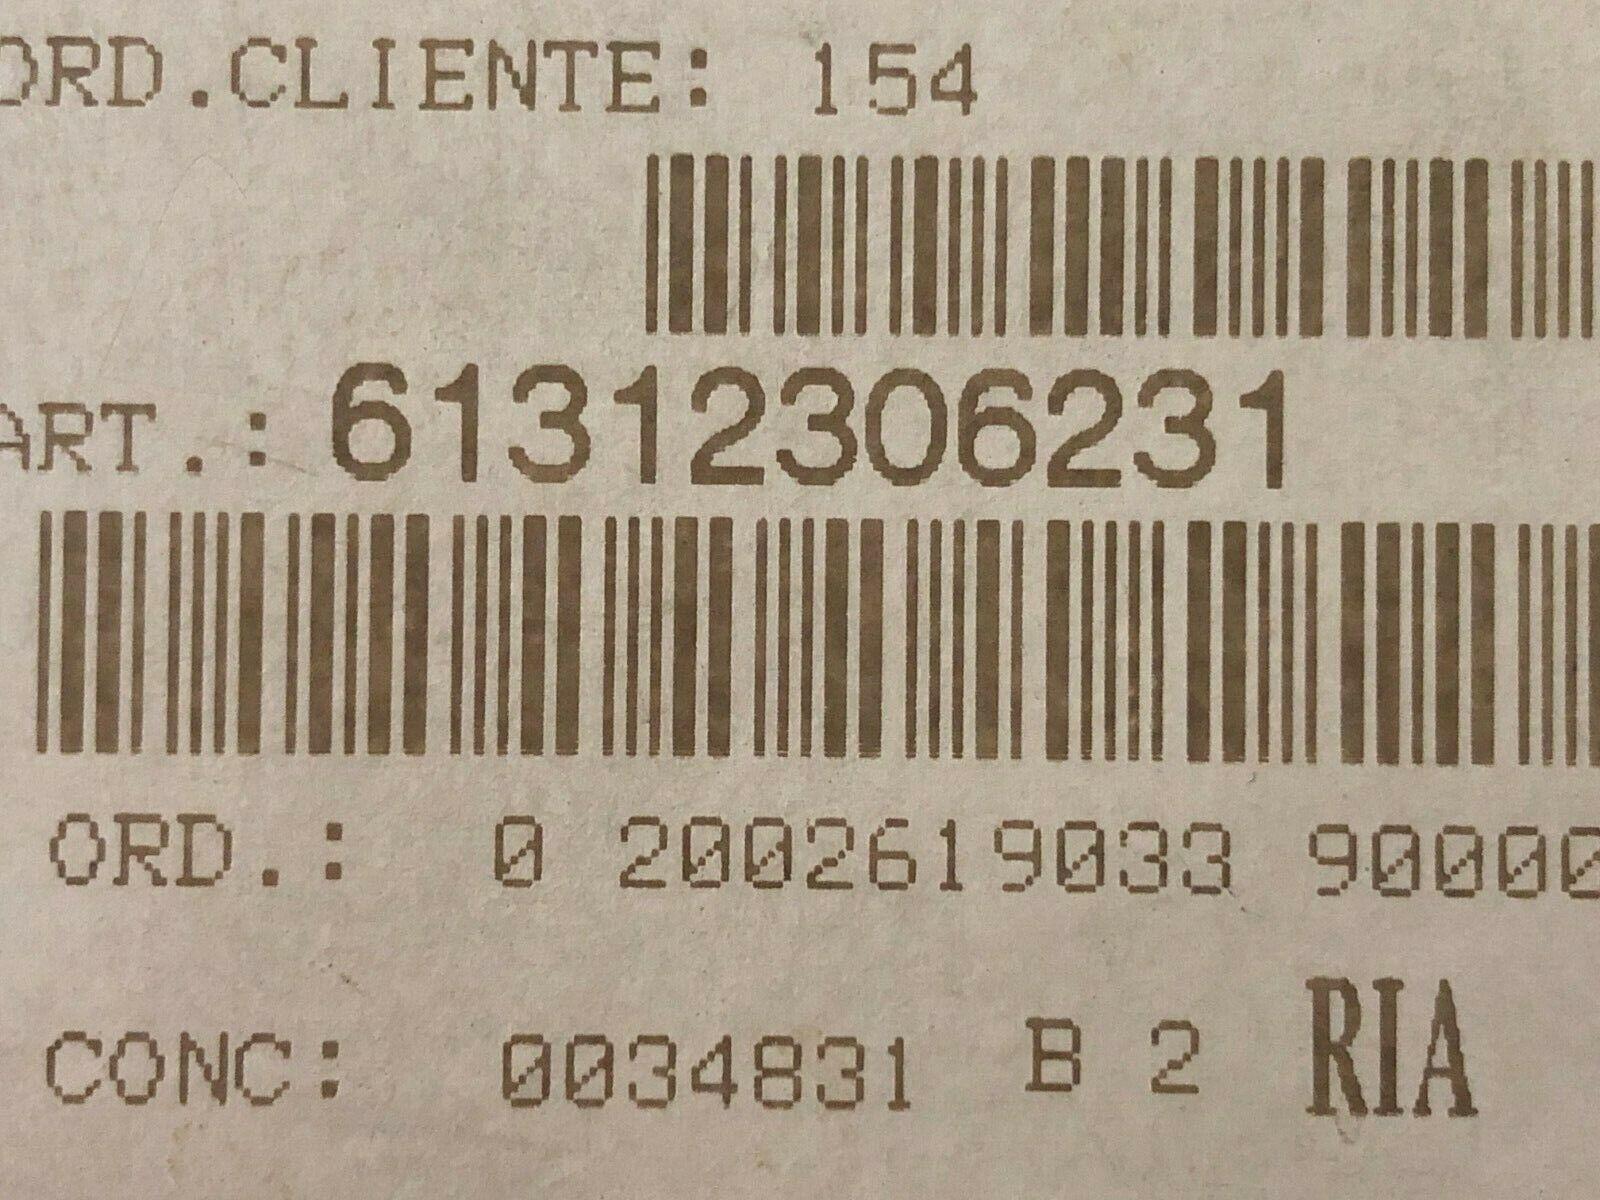 ORD.CLIENTE: 154
ART.: 61312306231
ORD.: 0 2002619033 90000
CONC: 0034831 B 2 RIA